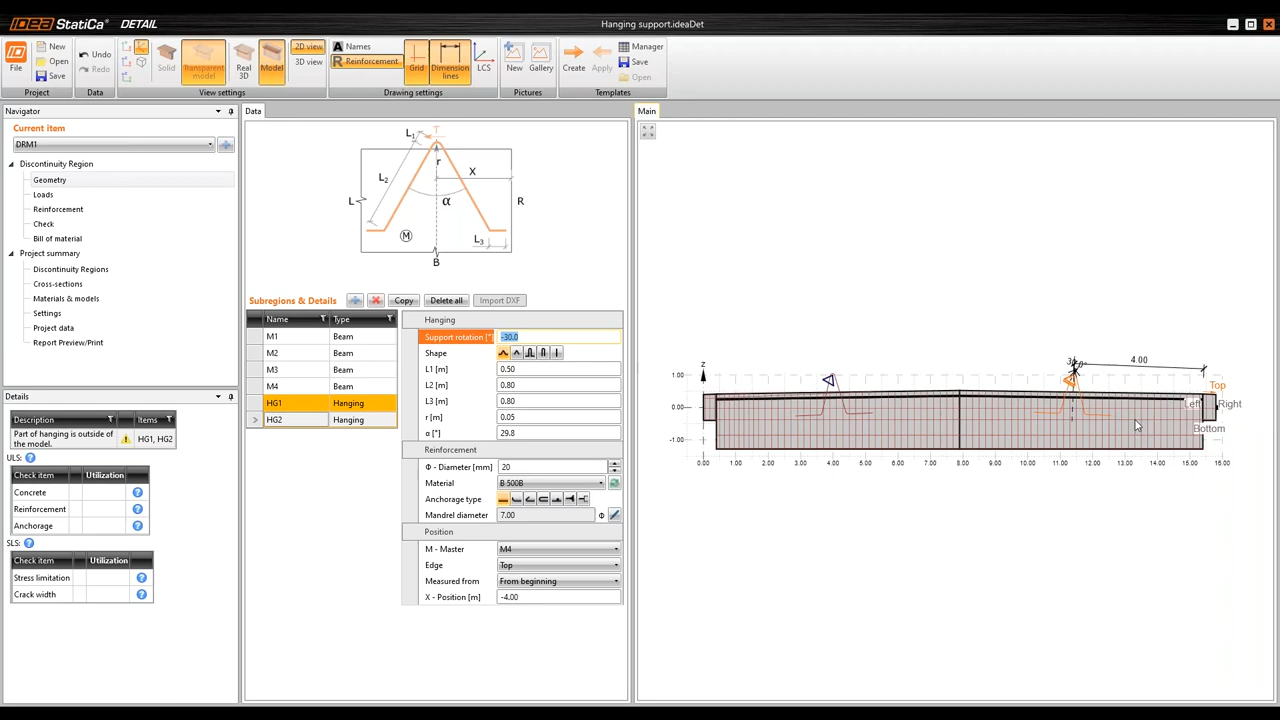 IDEA StatiCa® DETAIL Hanging support.ideaDet
File New Open Save Undo Redo Solid Transparent model Real 3D Model 2D view 3D view Names Reinforcement Grid Dimension lines LCS New Gallery Create Apply Manager Save Open
Project Data View settings Drawing settings Pictures Templates
Navigator
Current item
DRM1
Discontinuity Region
Geometry
Loads
Reinforcement
Check
Bill of material
Project summary
Discontinuity Regions
Cross-sections
Materials & models
Settings
Project data
Report Preview/Print
Details
Description Items
Part of hanging is outside of the model. HG1, HG2
ULS:
Check item Utilization
Concrete
Reinforcement
Anchorage
SLS:
Check item Utilization
Stress limitation
Crack width
Data
L1 T
r
L2 X
L α R
M L3
B
Subregions & Details Copy Delete all Import DXF
Name Type
M1 Beam
M2 Beam
M3 Beam
M4 Beam
HG1 Hanging
HG2 Hanging
Hanging
Support rotation [°] -30.0
Shape
L1 [m] 0.50
L2 [m] 0.80
L3 [m] 0.80
r [m] 0.05
α [°] 29.8
Reinforcement
Φ - Diameter [mm] 20
Material B 500B
Anchorage type
Mandrel diameter 7.00 Φ
Position
M - Master M4
Edge Top
Measured from From beginning
X - Position [m] -4.00
Main
z
4.00
1.00
0.00
-1.00
Top
Left Right
Bottom
0.00 1.00 2.00 3.00 4.00 5.00 6.00 7.00 8.00 9.00 10.00 11.00 12.00 13.00 14.00 15.00 16.00